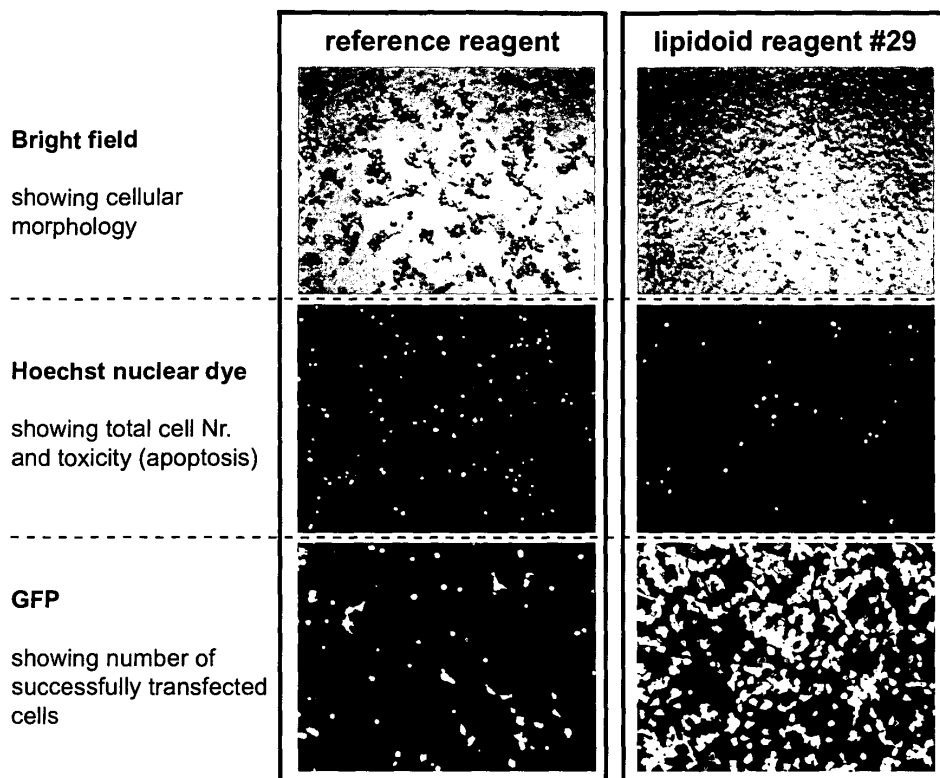 reference reagent
lipidoid reagent #29
Bright field
showing cellular
morphology
Hoechst nuclear dye
showing total cell Nr.
and toxicity (apoptosis)
GFP
showing number of
successfully transfected
cells